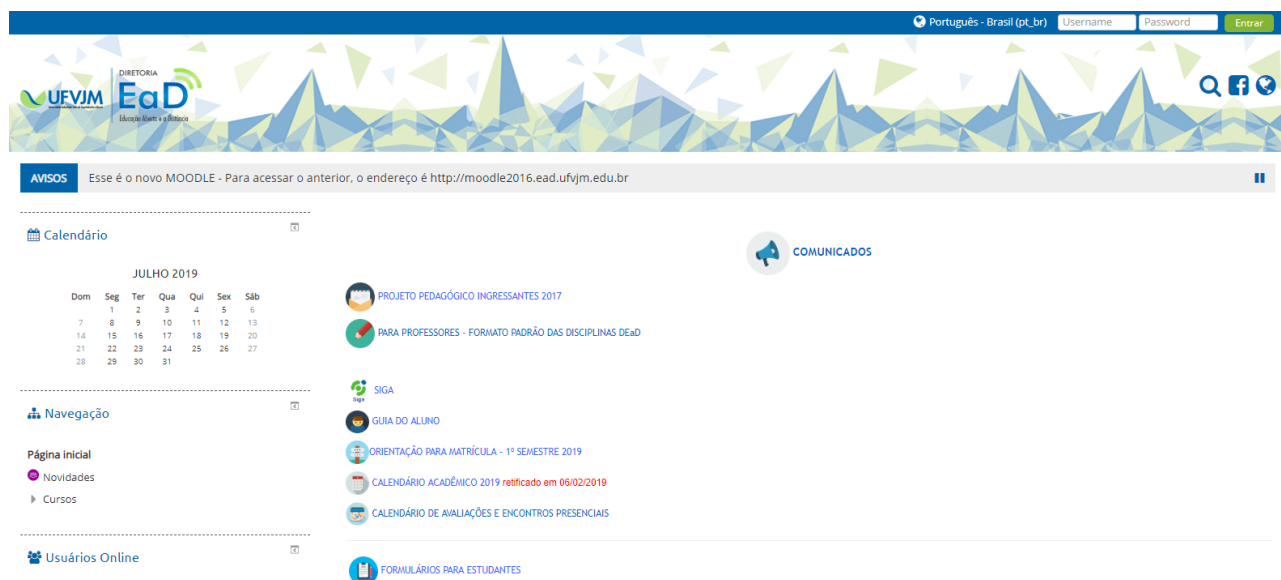 Português - Brasil (pt_br) Username Password Entrar
DIRETORIA
UFVJM EaD
Educação Aberta e a Distância
AVISOS Esse é o novo MOODLE - Para acessar o anterior, o endereço é http://moodle2016.ead.ufvjm.edu.br
Calendário
JULHO 2019
Dom Seg Ter Qua Qui Sex Sáb
1 2 3 4 5 6
7 8 9 10 11 12 13
14 15 16 17 18 19 20
21 22 23 24 25 26 27
28 29 30 31
Navegação
Página inicial
Novidades
Cursos
Usuários Online
COMUNICADOS
PROJETO PEDAGÓGICO INGRESSANTES 2017
PARA PROFESSORES - FORMATO PADRÃO DAS DISCIPLINAS DEaD
Siga SIGA
GUIA DO ALUNO
ORIENTAÇÃO PARA MATRÍCULA - 1º SEMESTRE 2019
CALENDÁRIO ACADÊMICO 2019 retificado em 06/02/2019
CALENDÁRIO DE AVALIAÇÕES E ENCONTROS PRESENCIAIS
FORMULÁRIOS PARA ESTUDANTES